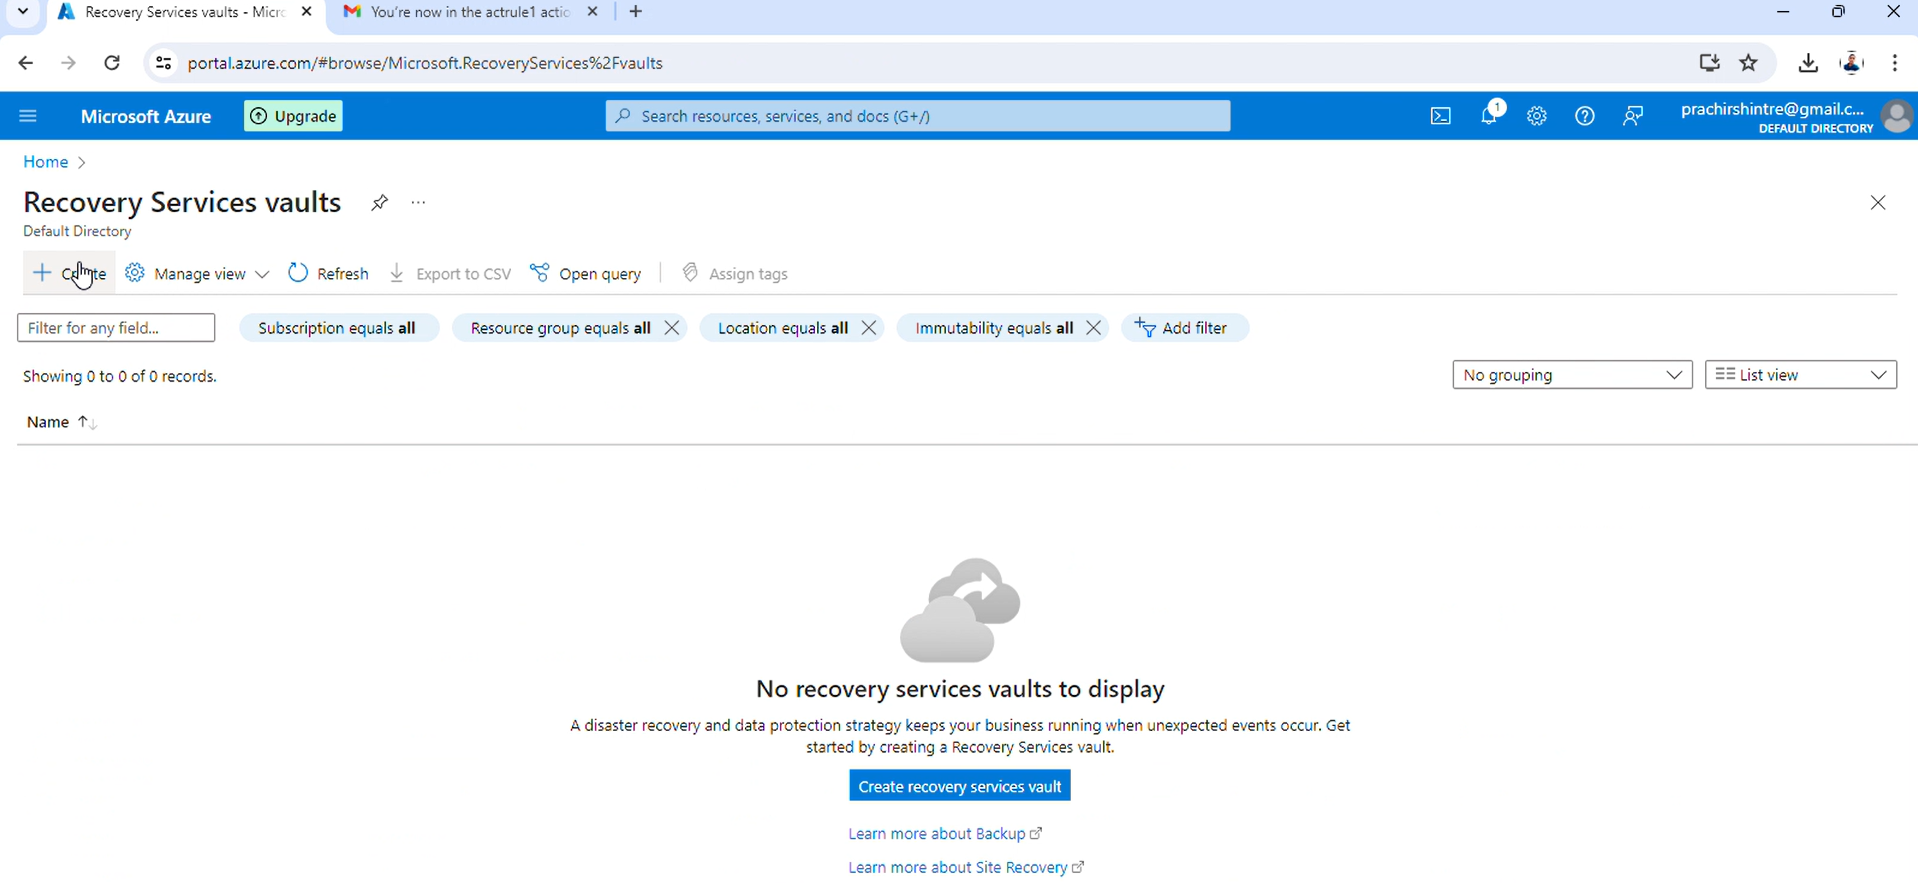 Recovery Services vaults - Micr
You're now in the actrule1 actio
portal.azure.com/#browse/Microsoft.RecoveryServices%2Fvaults
Microsoft Azure
Upgrade
Search resources, services, and docs (G+/)
1
prachirshintre@gmail.c...
DEFAULT DIRECTORY
Home >
Recovery Services vaults
Default Directory
Create
Manage view
Refresh
Export to CSV
Open query
Assign tags
Filter for any field...
Subscription equals all
Resource group equals all
Location equals all
Immutability equals all
Add filter
Showing 0 to 0 of 0 records.
No grouping
List view
Name ↑↓
No recovery services vaults to display
A disaster recovery and data protection strategy keeps your business running when unexpected events occur. Get
started by creating a Recovery Services vault.
Create recovery services vault
Learn more about Backup
Learn more about Site Recovery